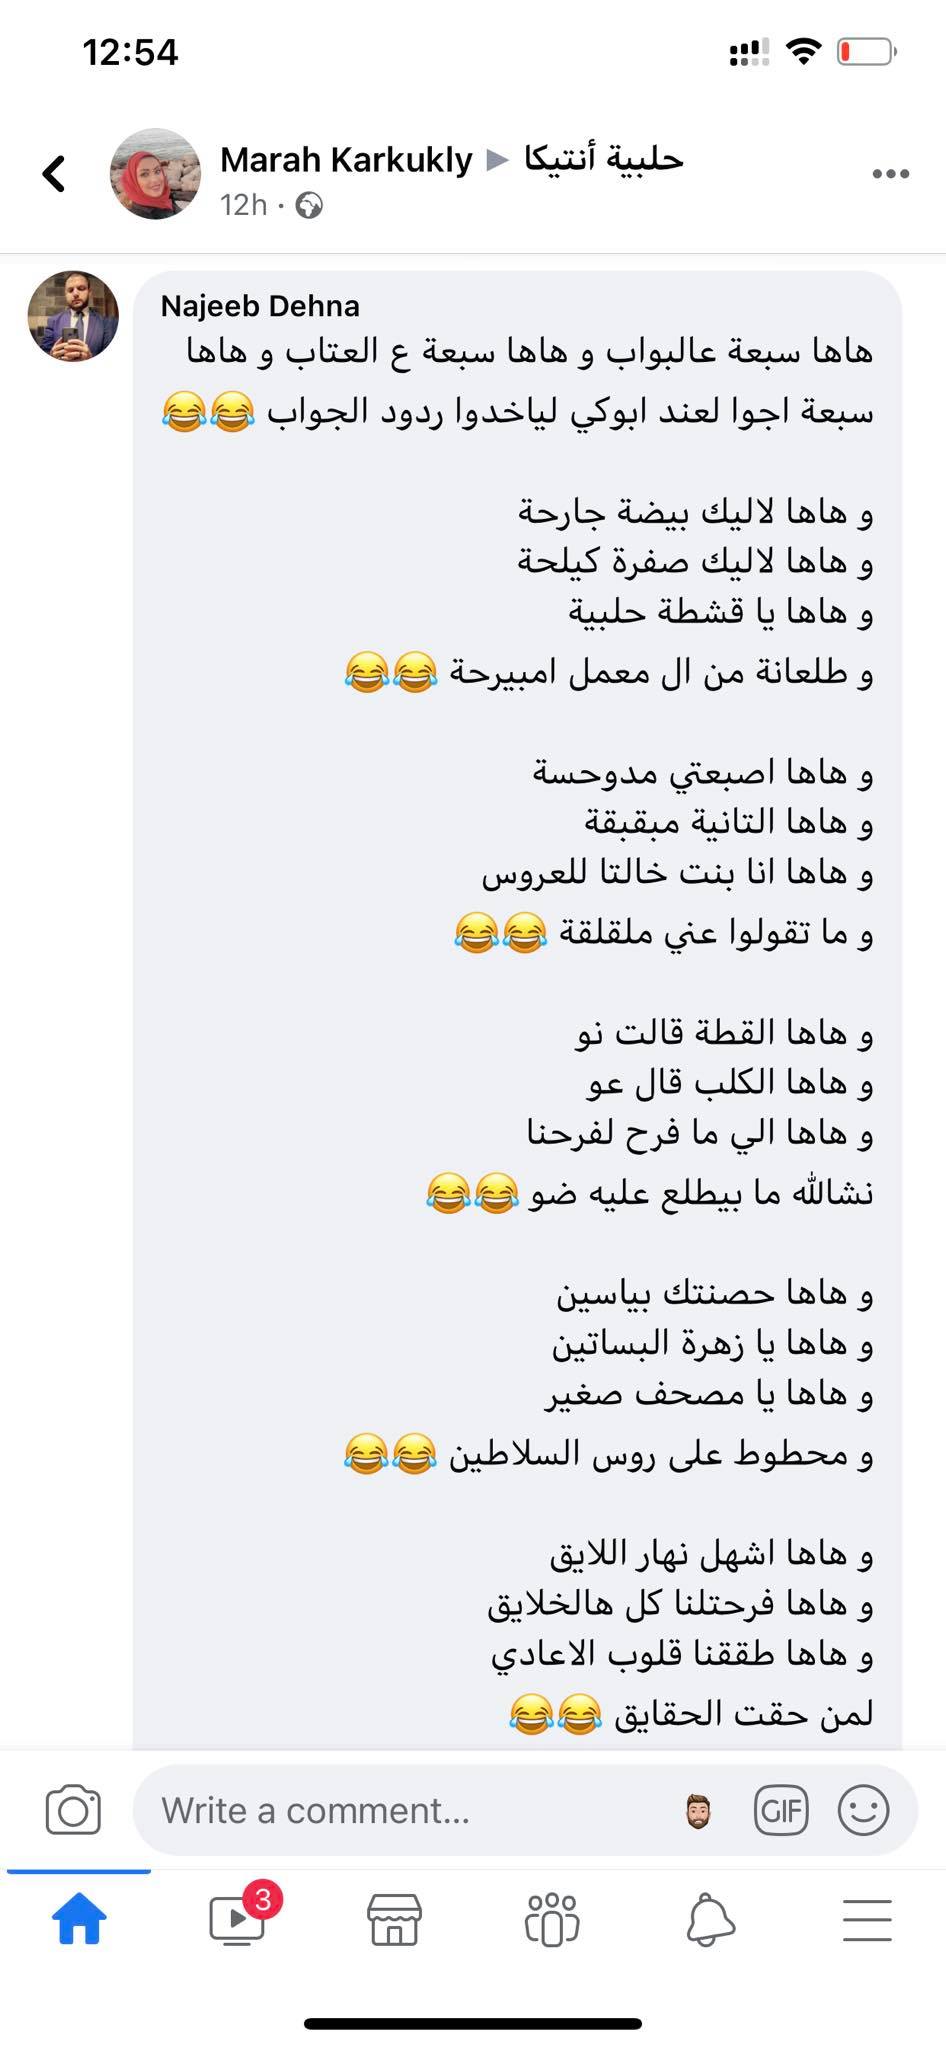 12:54
Marah Karkukly ▶ حلبية أنتيكا
12h ·
Najeeb Dehna
هاها سبعة عالبواب و هاها سبعة ع العتاب و هاها
سبعة اجوا لعند ابوكي لياخدوا ردود الجواب 😂😂
و هاها لاليك بيضة جارحة
و هاها لاليك صفرة كيلحة
و هاها يا قشطة حلبية
و طلعانة من ال معمل امبيرحة 😂😂
و هاها اصبعتي مدوحسة
و هاها التانية مبقبقة
و هاها انا بنت خالتا للعروس
و ما تقولوا عني ملقلقة 😂😂
و هاها القطة قالت نو
و هاها الكلب قال عو
و هاها الي ما فرح لفرحنا
نشالله ما بيطلع عليه ضو 😂😂
و هاها حصنتك بياسين
و هاها يا زهرة البساتين
و هاها يا مصحف صغير
و محطوط على روس السلاطين 😂😂
و هاها اشهل نهار اللايق
و هاها فرحتلنا كل هالخلايق
و هاها طققنا قلوب الاعادي
لمن حقت الحقايق 😂😂
Write a comment...
GIF
3